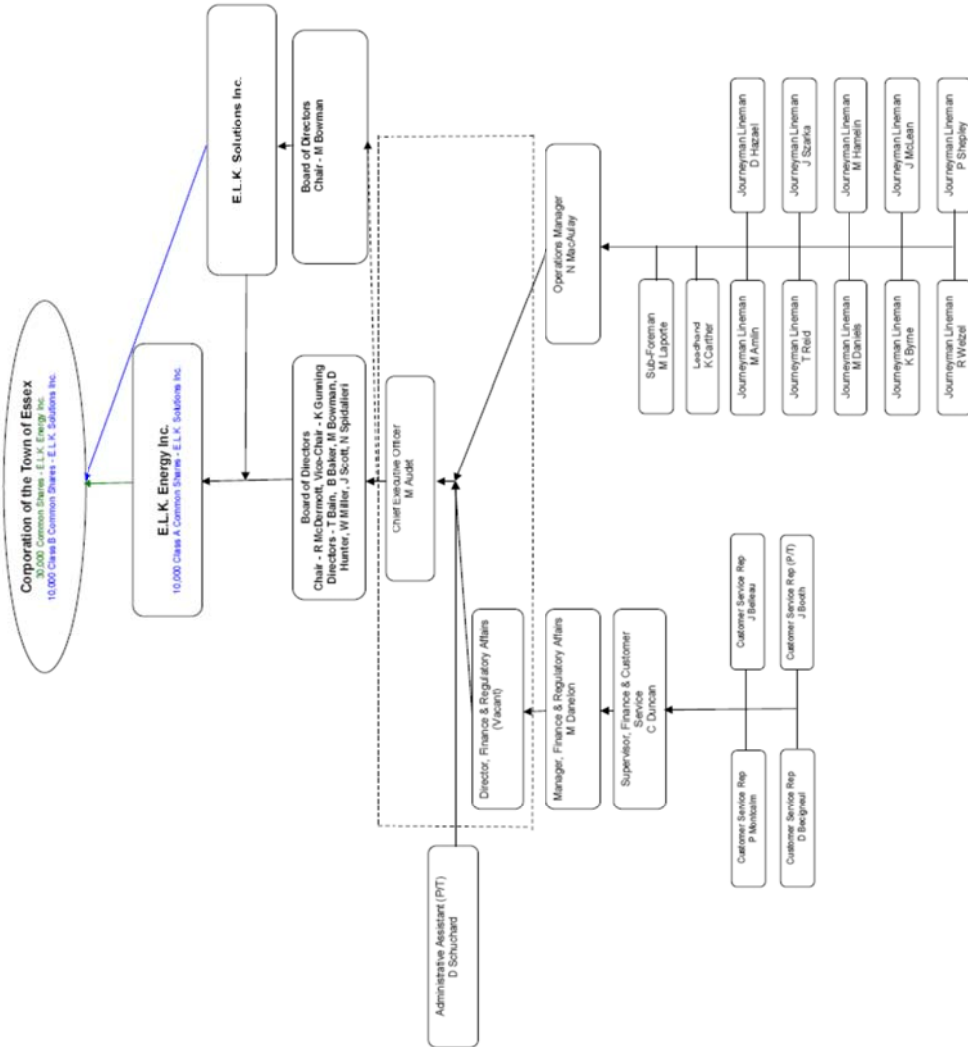 Corporation of the Town of Essex
30,000 Common Shares - E.L.K. Energy Inc.
10,000 Class B Common Shares - E.L.K. Solutions Inc.
E.L.K. Energy Inc.
10,000 Class A Common Shares - E.L.K. Solutions Inc.
E.L.K. Solutions Inc.
Board of Directors
Chair - R McDermott, Vice-Chair - K Gunning
Directors - T Bain, B Baker, M Bowman, D
Hunter, W Miller, J Scott, N Spidalieri
Board of Directors
Chair - M Bowman
Chief Executive Officer
M Audet
Administrative Assistant (P/T)
D Schuchard
Director, Finance & Regulatory Affairs
(Vacant)
Manager, Finance & Regulatory Affairs
M Danelon
Supervisor, Finance & Customer
Service
C Duncan
Customer Service Rep
P Montcalm
Customer Service Rep
J Belleau
Customer Service Rep
D Becigneul
Customer Service Rep (P/T)
J Booth
Operations Manager
N MacAulay
Sub-Foreman
M Laporte
Leadhand
K Carther
Journeyman Lineman
M Amlin
Journeyman Lineman
D Hazael
Journeyman Lineman
T Reid
Journeyman Lineman
J Szarka
Journeyman Lineman
M Daniels
Journeyman Lineman
M Hamelin
Journeyman Lineman
K Byrne
Journeyman Lineman
J McLean
Journeyman Lineman
R Welzel
Journeyman Lineman
P Shepley